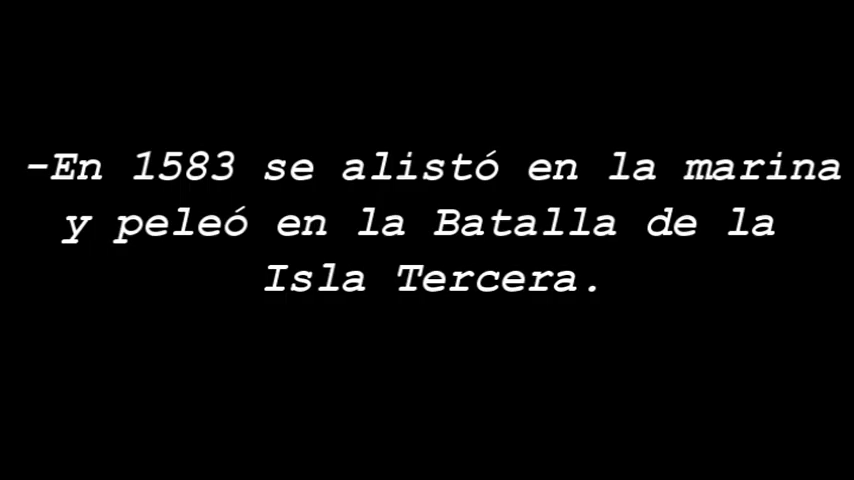 -En 1583 se alistó en la marina
y peleó en la Batalla de la
Isla Tercera.